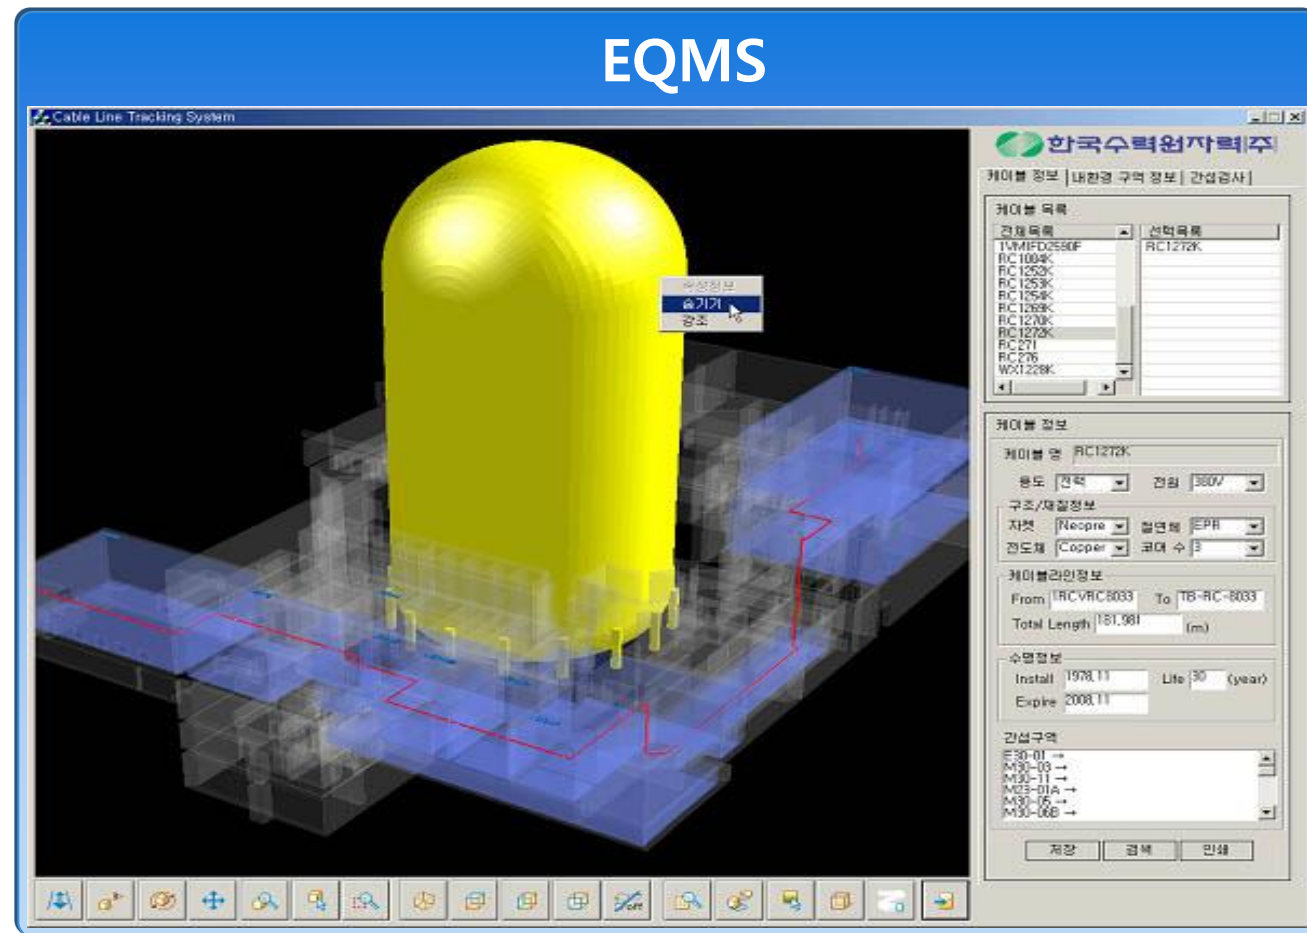 EQMS
Cable Line Tracking System
한국수력원자력(주)
케이블 정보 내환경 구역 정보 간섭검사
케이블 목록
전체목록 선택목록
1VMIFD2590F RC1272K
RC1084K
RC1252K
RC1253K
RC1254K
RC1269K
RC1270K
RC1272K
RC271
RC276
WX1228K
속성정보
숨기기
강조
케이블 정보
케이블 명 RC1272K
용도 전력 전원 380V
구조/재질정보
자켓 Neopre 절연체 EPR
전도체 Copper 코어 수 3
케이블라인정보
From To TB-RC-8033
Total Length 181.981 (m)
수명정보
Install 1978.11 Life 30 (year)
Expire 2008.11
간섭구역
E30-01 →
M30-03 →
M30-11 →
M23-01A →
M30-05 →
M30-06B →
저장 검색 인쇄
off